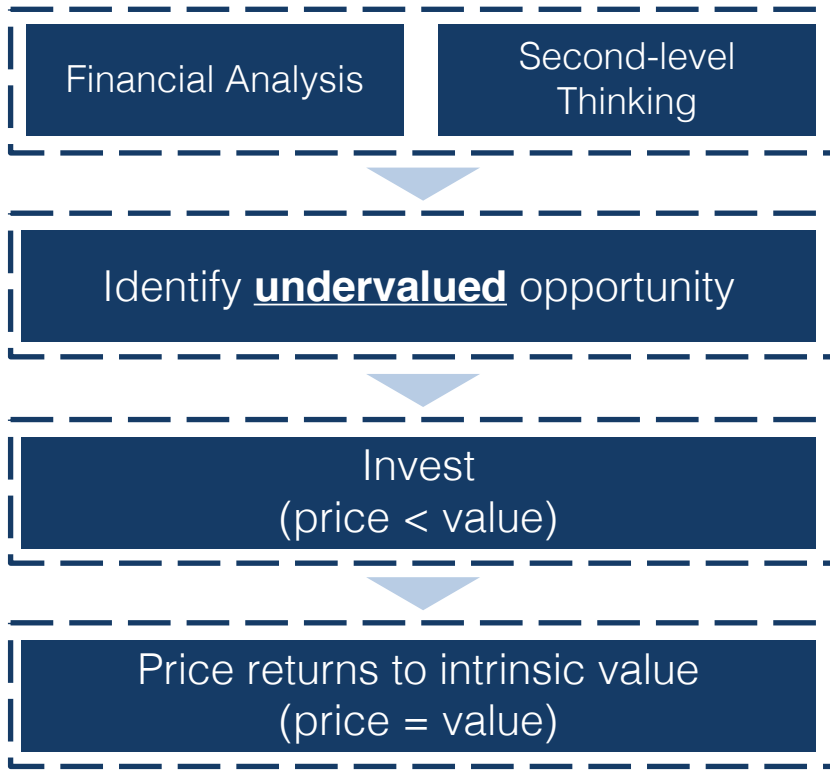 Financial Analysis
Second-level
Thinking
Identify undervalued opportunity
Invest
(price < value)
Price returns to intrinsic value
(price = value)